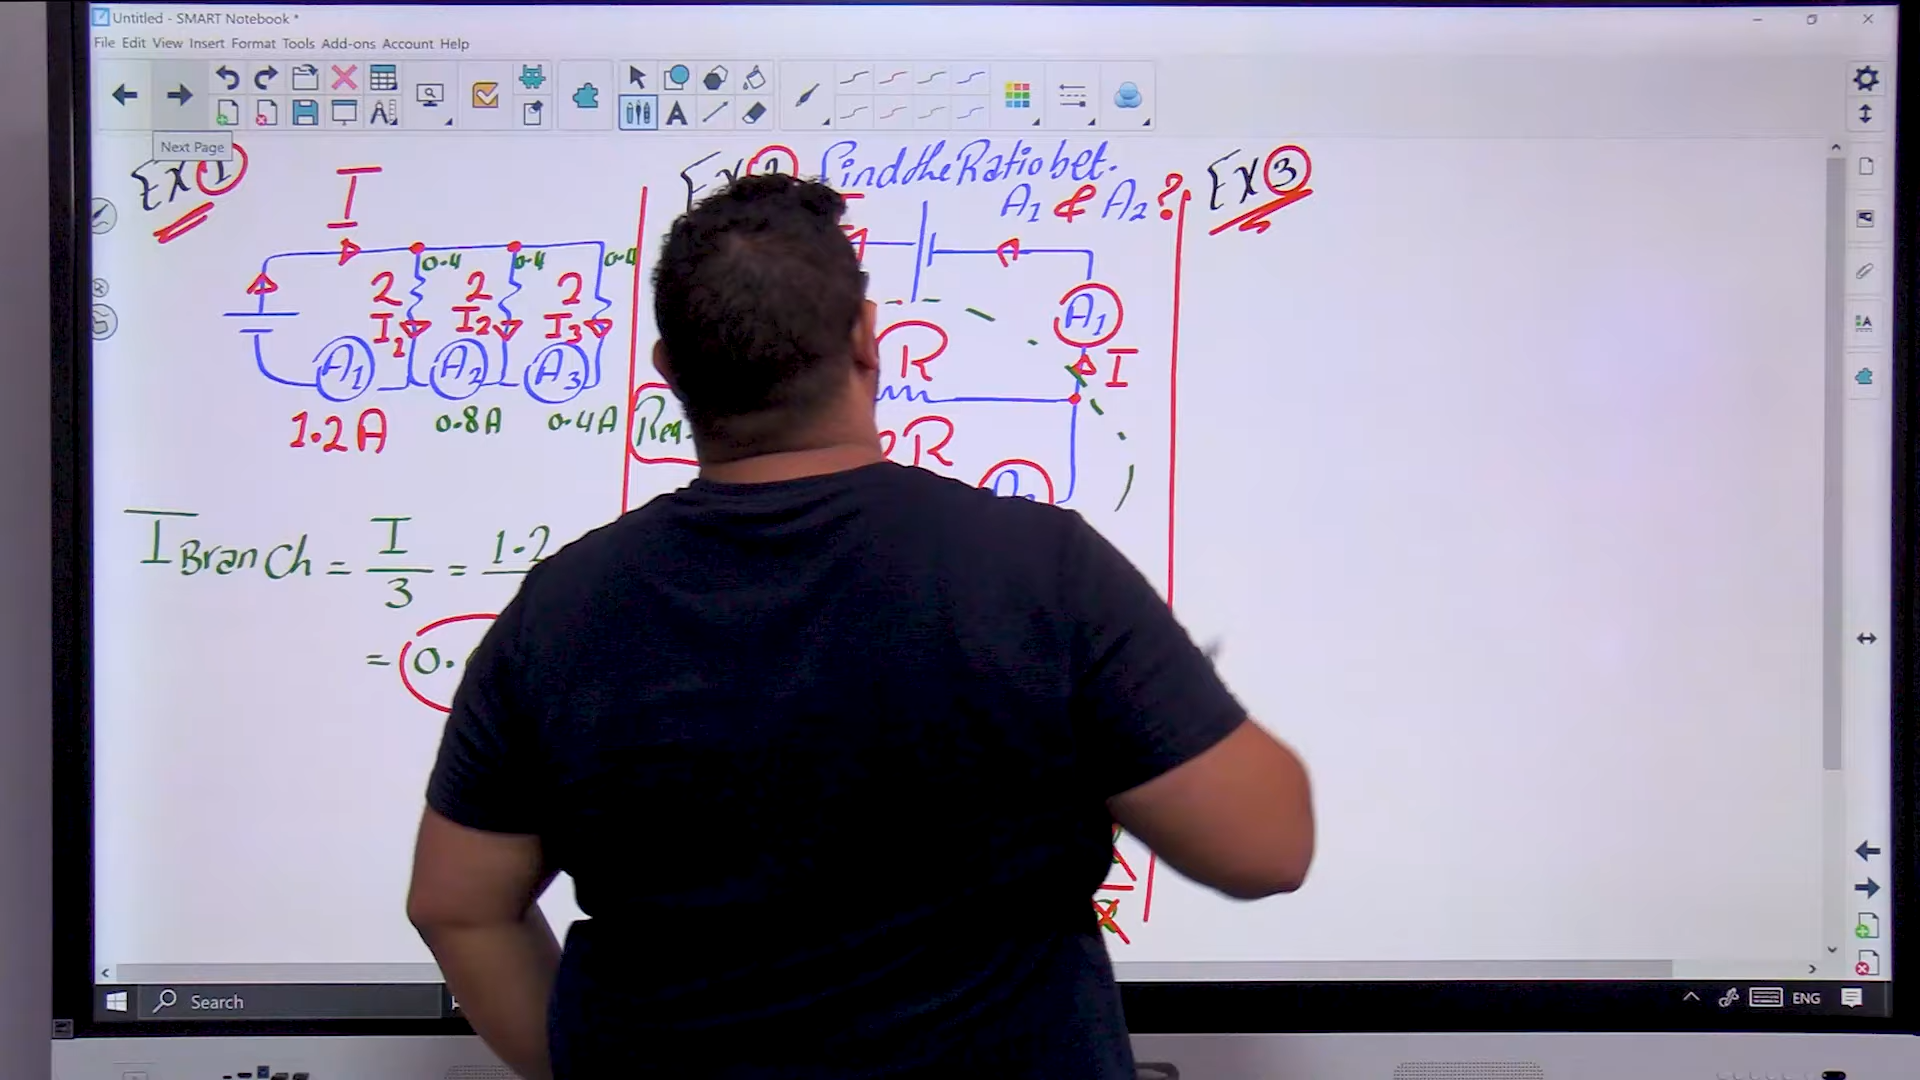 Untitled - SMART Notebook *
File Edit View Insert Format Tools Add-ons Account Help
Next Page
EX 1
I
0.4 0.4 0.4
2 2 2
I2 I2 I3
A1 A2 A3
1.2A 0.8A 0.4A
I Branch = I/3 = 1.2
= 0.
Find the Ratio bet.
A1 & A2 ?
A1
R
I
Req.
R
EX 3
Search
ENG